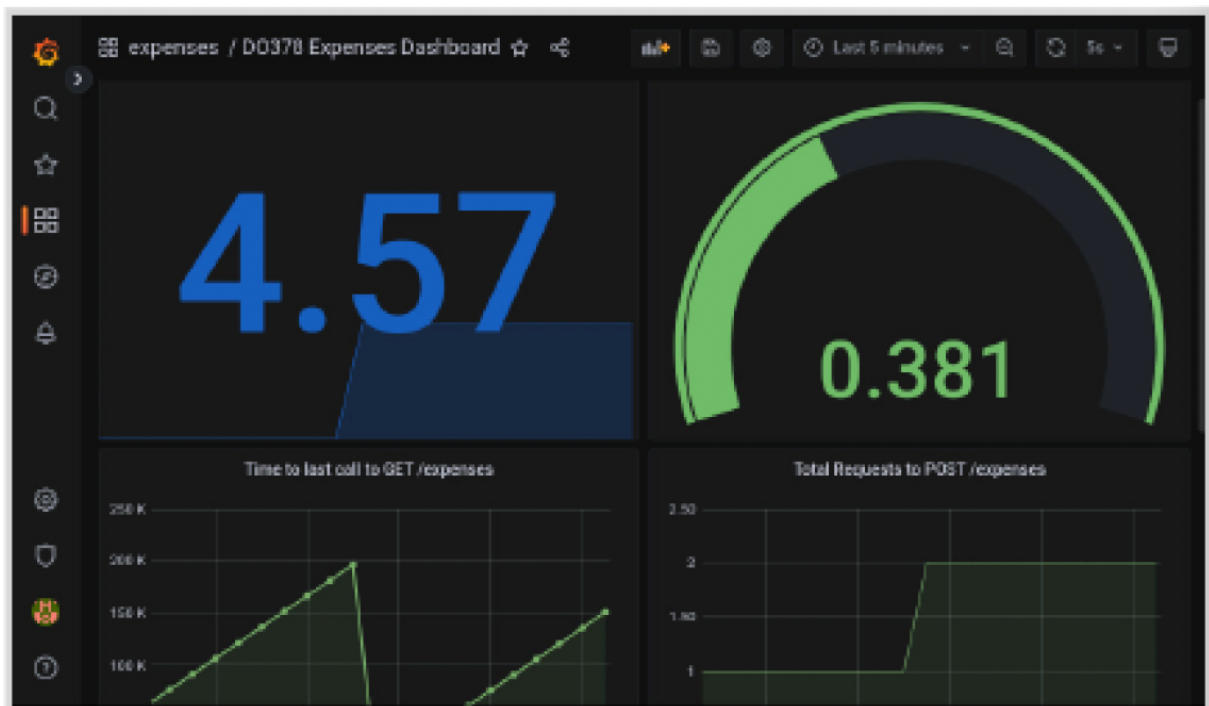 expenses / DO378 Expenses Dashboard
Last 5 minutes
5s
4.57
0.381
Time to last call to GET /expenses
250 K
200 K
150 K
100 K
Total Requests to POST /expenses
2.50
2
1.50
1